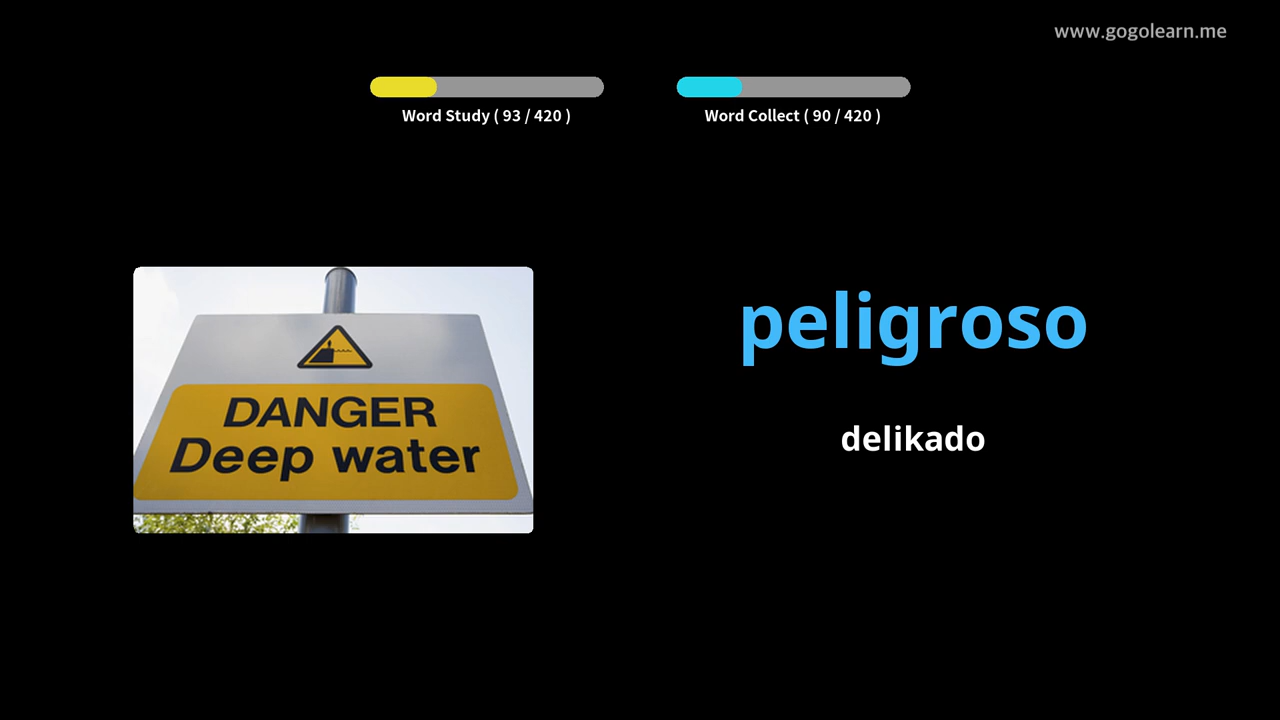 www.gogolearn.me
Word Study ( 93 / 420 )
Word Collect ( 90 / 420 )
DANGER
Deep water
peligroso
delikado